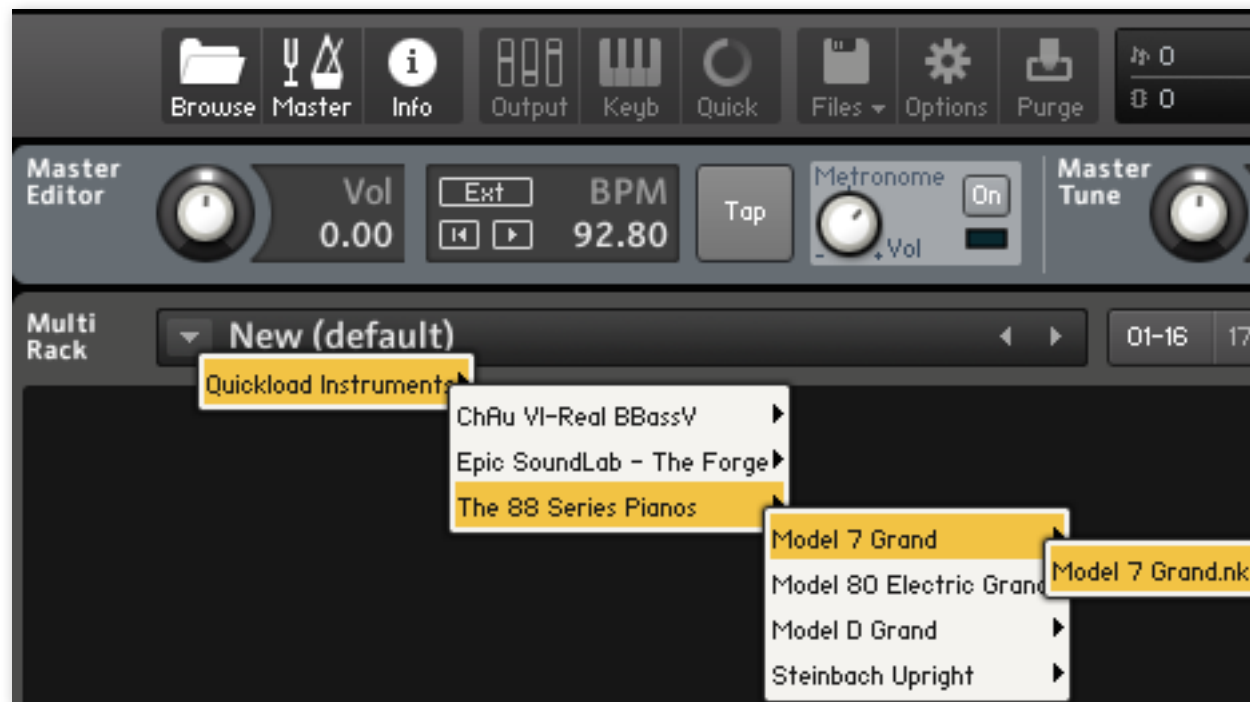 Browse Master Info Output Keyb Quick Files Options Purge
0
0
Master
Editor
Vol
0.00
Ext
BPM
92.80
Tap
Metronome
On
- + Vol
Master
Tune
Multi
Rack
New (default)
01-16 17
Quickload Instruments
ChAu VI-Real BBassV
Epic SoundLab - The Forge
The 88 Series Pianos
Model 7 Grand
Model 80 Electric Grand
Model D Grand
Steinbach Upright
Model 7 Grand.nk